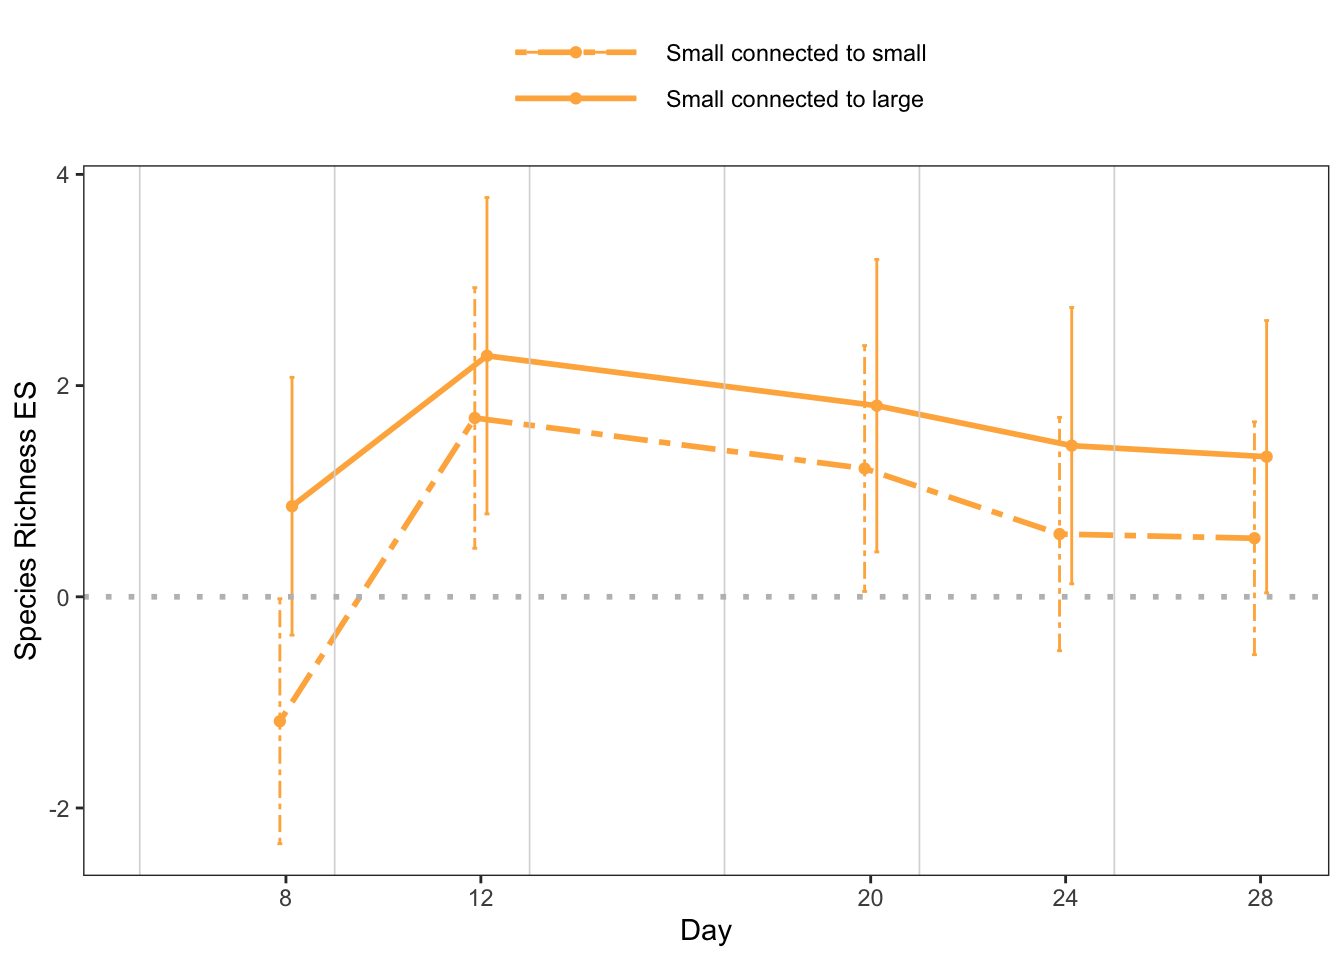 Small connected to small
Small connected to large
Species Richness ES
4
2
0
-2
8 12 20 24 28
Day